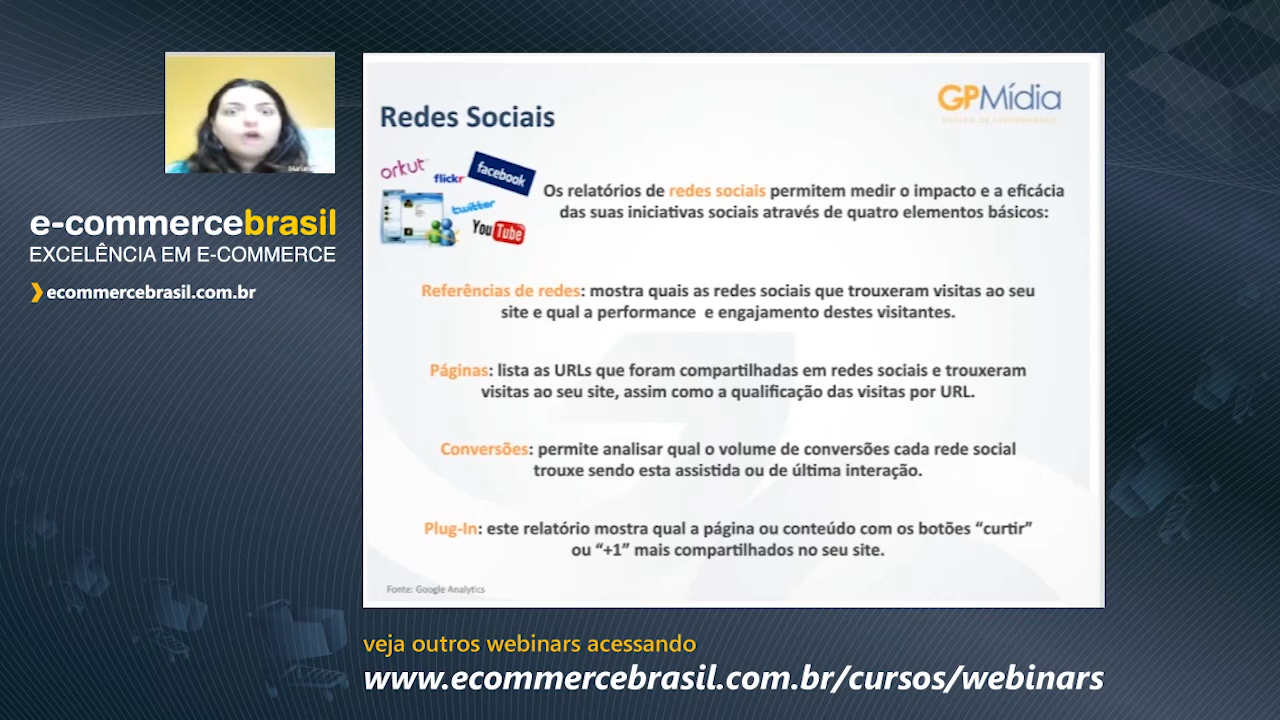 e-commercebrasil
EXCELÊNCIA EM E-COMMERCE
ecommercebrasil.com.br
GPMídia
Redes Sociais
orkut
flickr
facebook
twitter
YouTube
Os relatórios de redes sociais permitem medir o impacto e a eficácia
das suas iniciativas sociais através de quatro elementos básicos:
Referências de redes: mostra quais as redes sociais que trouxeram visitas ao seu
site e qual a performance e engajamento destes visitantes.
Páginas: lista as URLs que foram compartilhadas em redes sociais e trouxeram
visitas ao seu site, assim como a qualificação das visitas por URL.
Conversões: permite analisar qual o volume de conversões cada rede social
trouxe sendo esta assistida ou de última interação.
Plug-In: este relatório mostra qual a página ou conteúdo com os botões “curtir”
ou “+1” mais compartilhados no seu site.
Fonte: Google Analytics
veja outros webinars acessando
www.ecommercebrasil.com.br/cursos/webinars